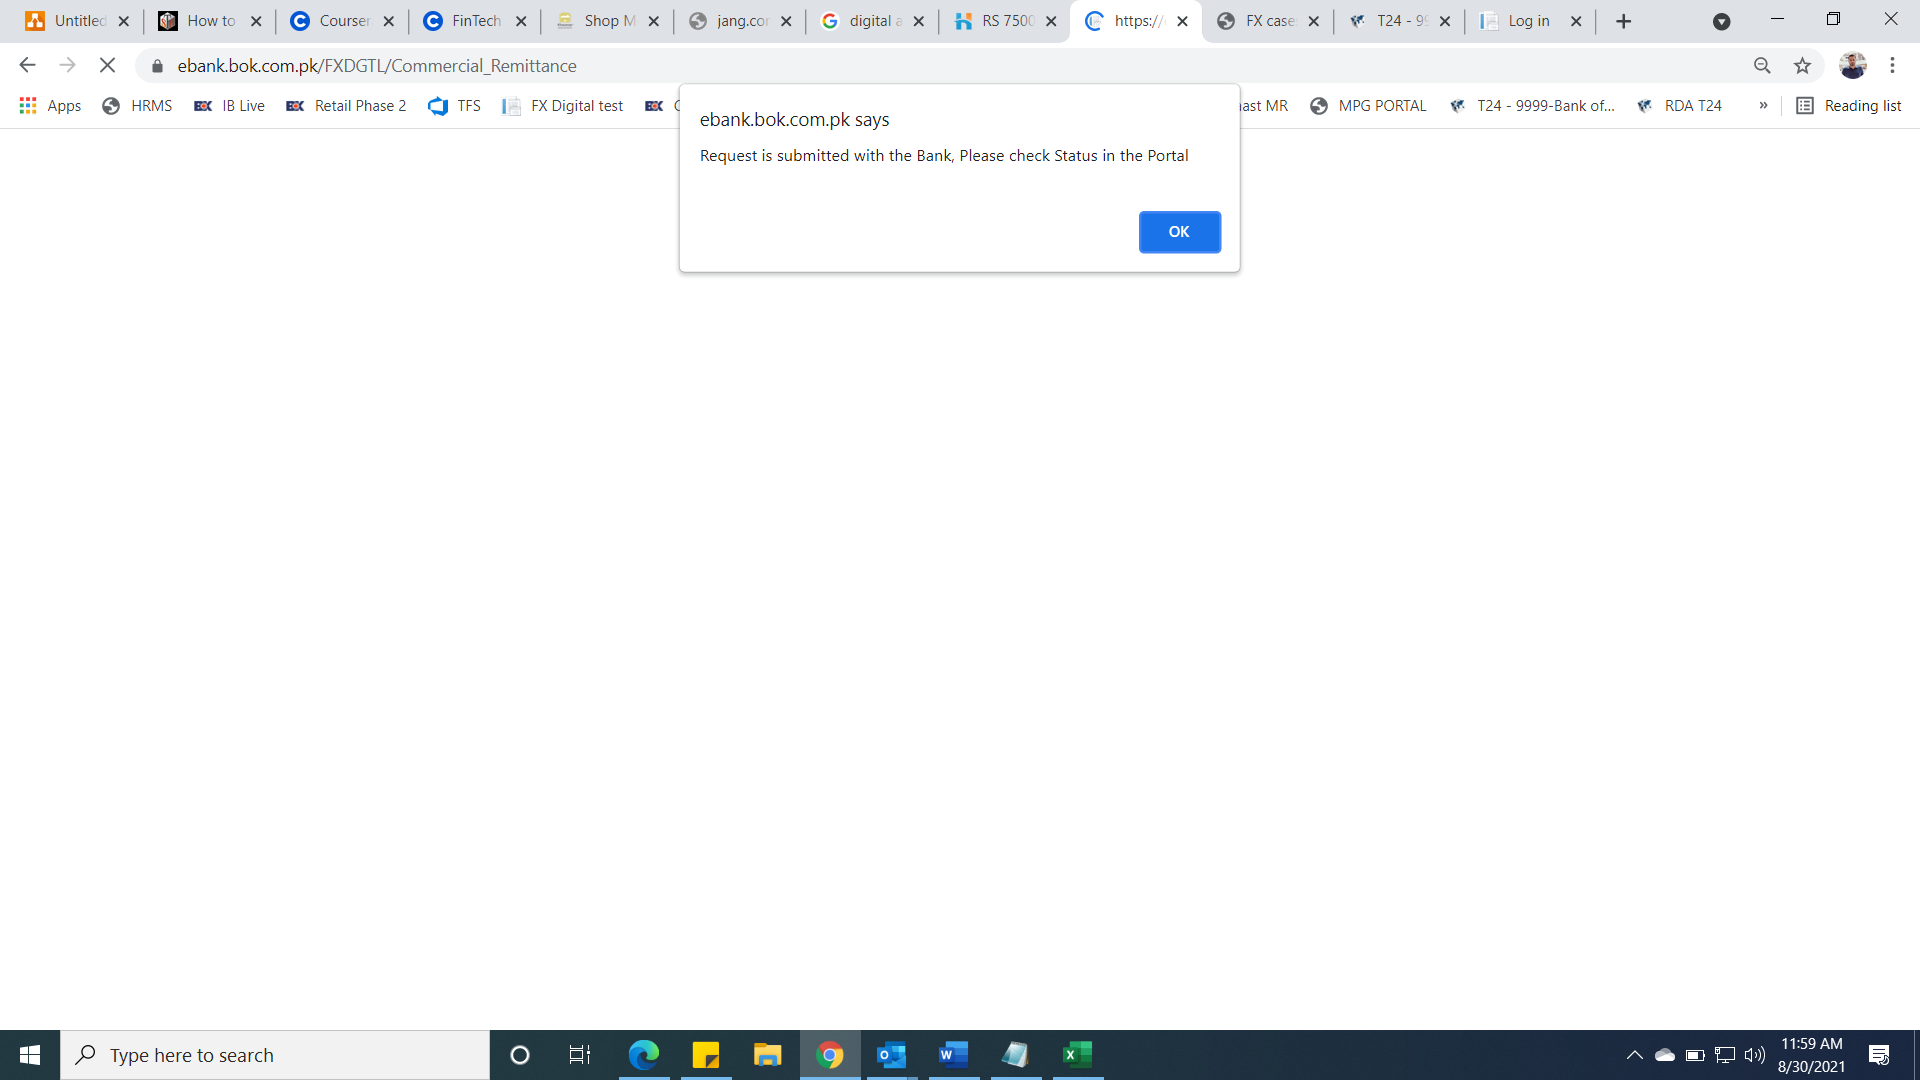 Untitled
How to
Courser
FinTech
Shop M
jang.cor
digital a
RS 7500
https://
FX case
T24 - 99
Log in
ebank.bok.com.pk/FXDGTL/Commercial_Remittance
Apps
HRMS
IB Live
Retail Phase 2
TFS
FX Digital test
MPG PORTAL
T24 - 9999-Bank of...
RDA T24
»
Reading list
ebank.bok.com.pk says
Request is submitted with the Bank, Please check Status in the Portal
OK
Type here to search
11:59 AM
8/30/2021